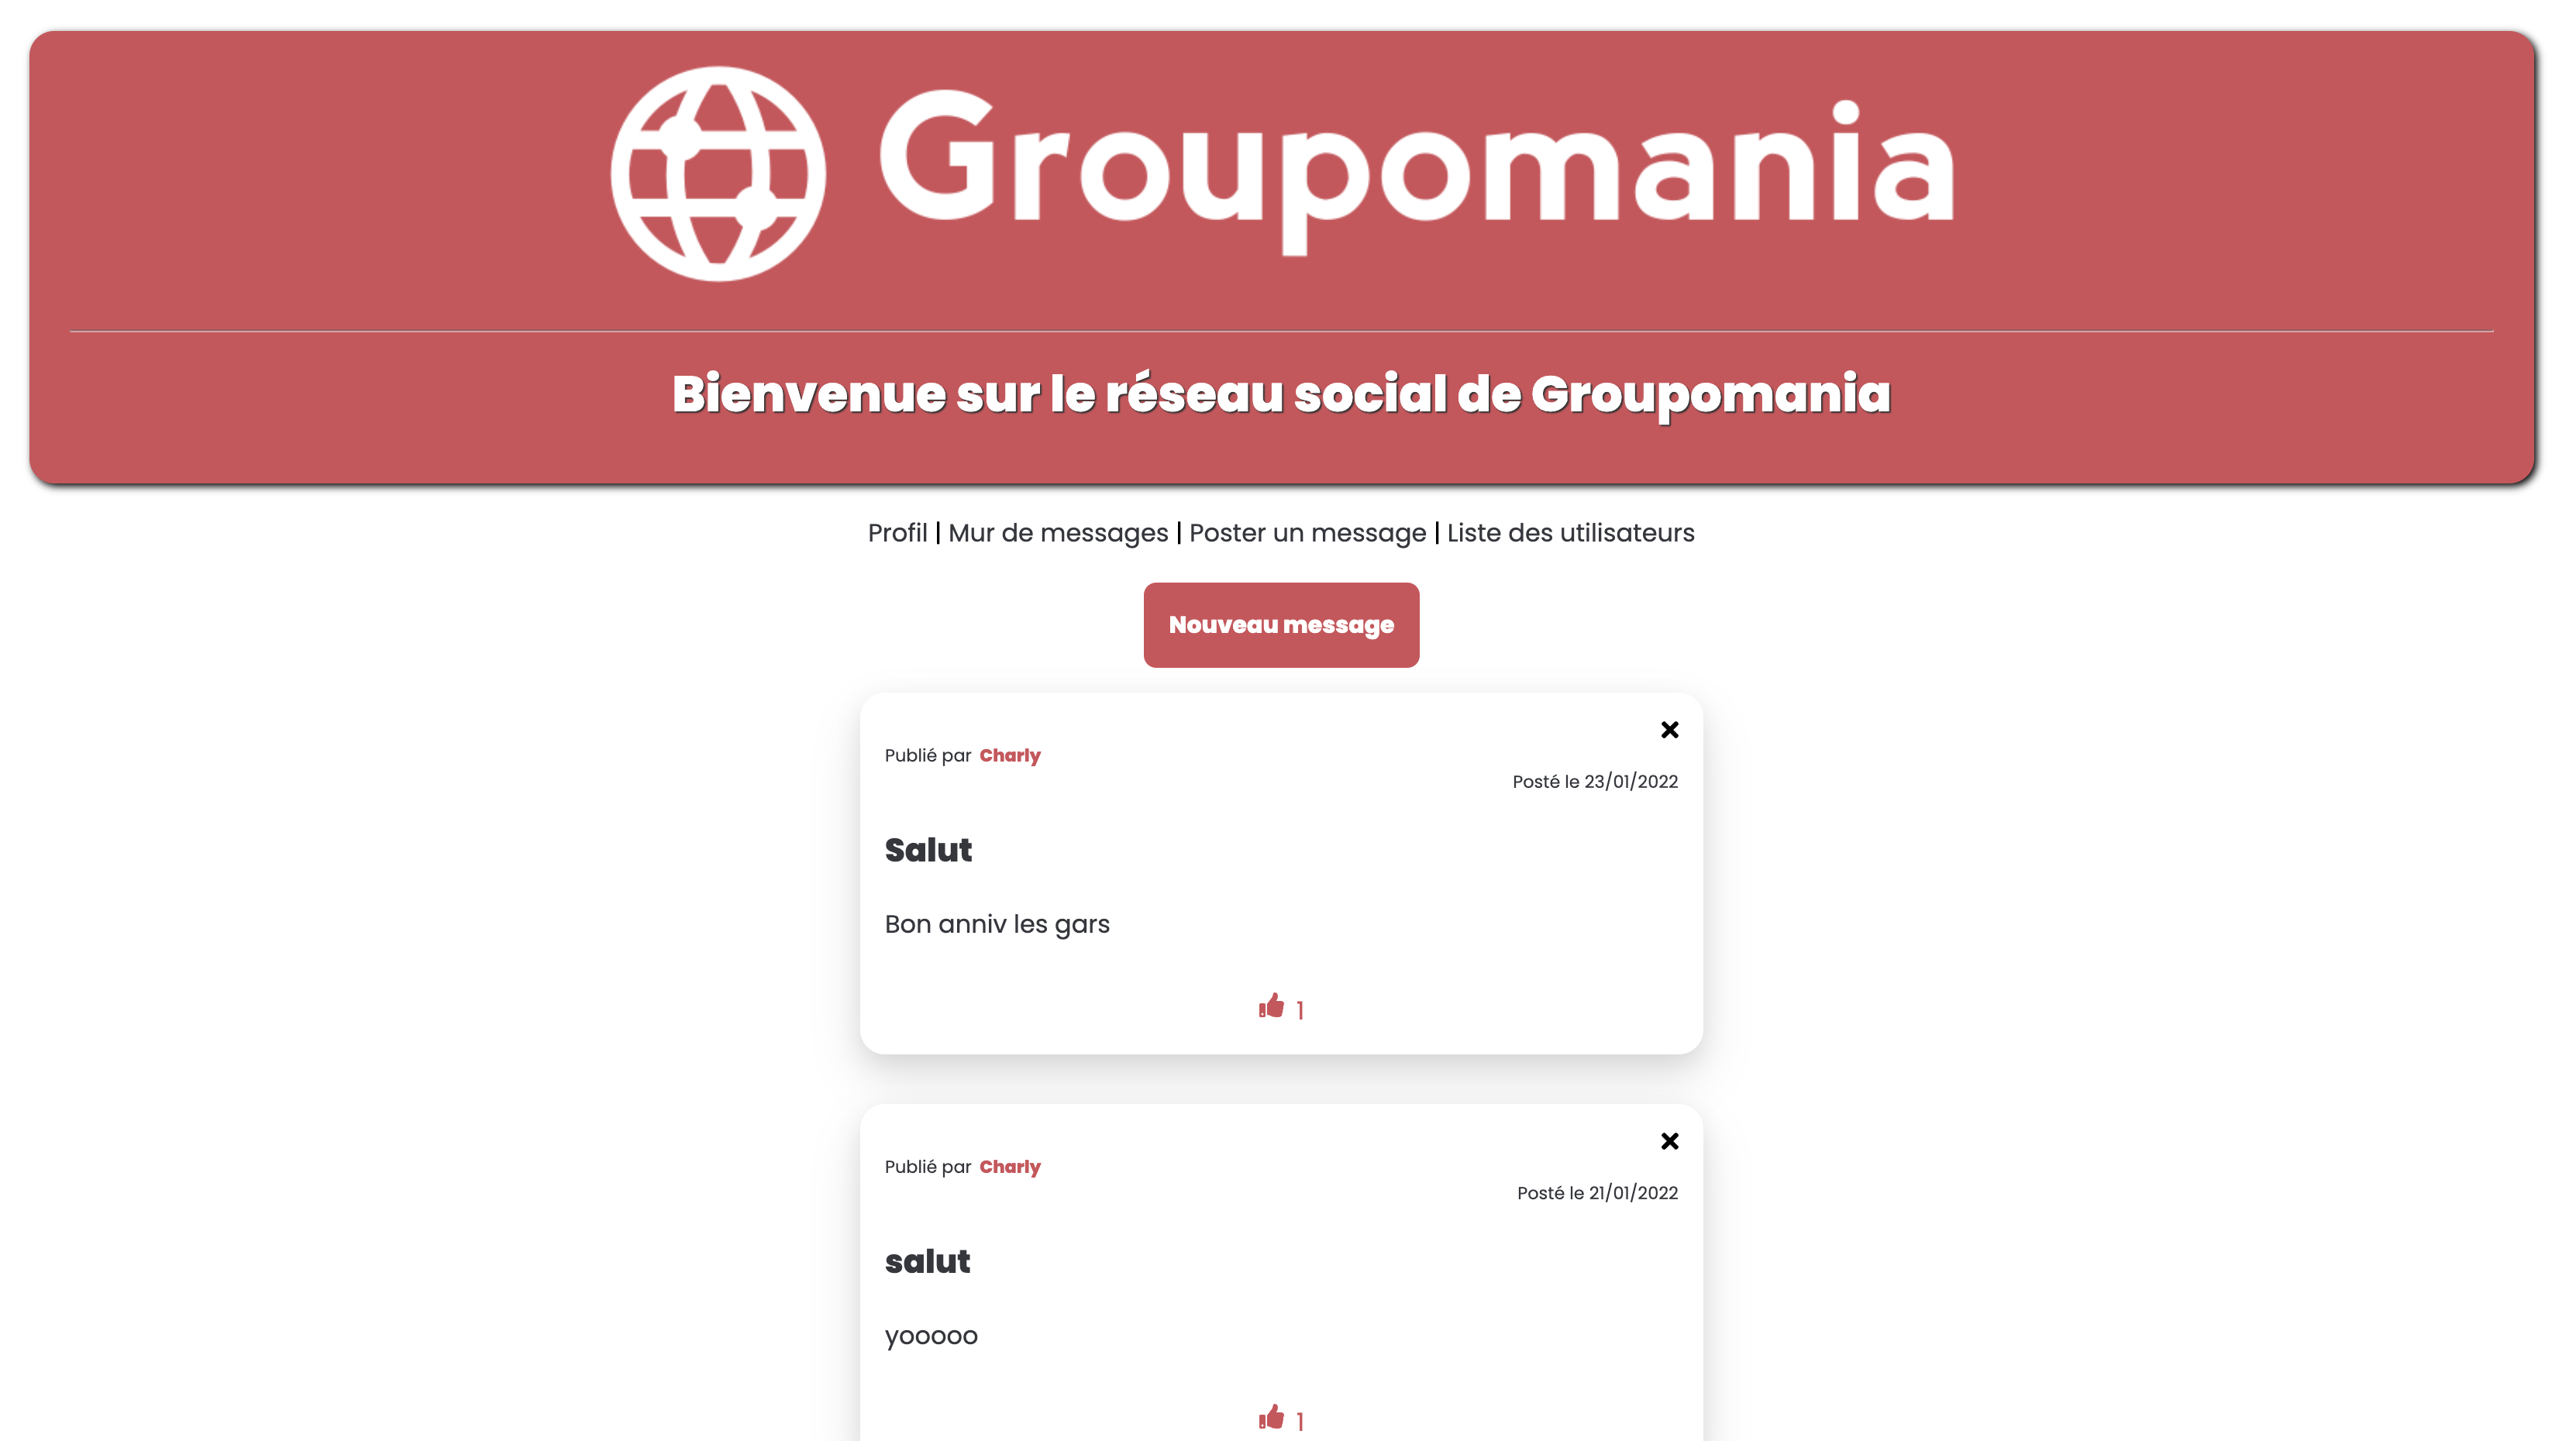 Groupomania
Bienvenue sur le réseau social de Groupomania
Profil | Mur de messages | Poster un message | Liste des utilisateurs
Nouveau message
Publié par Charly
Posté le 23/01/2022
Salut
Bon anniv les gars
1
Publié par Charly
Posté le 21/01/2022
salut
yooooo
1